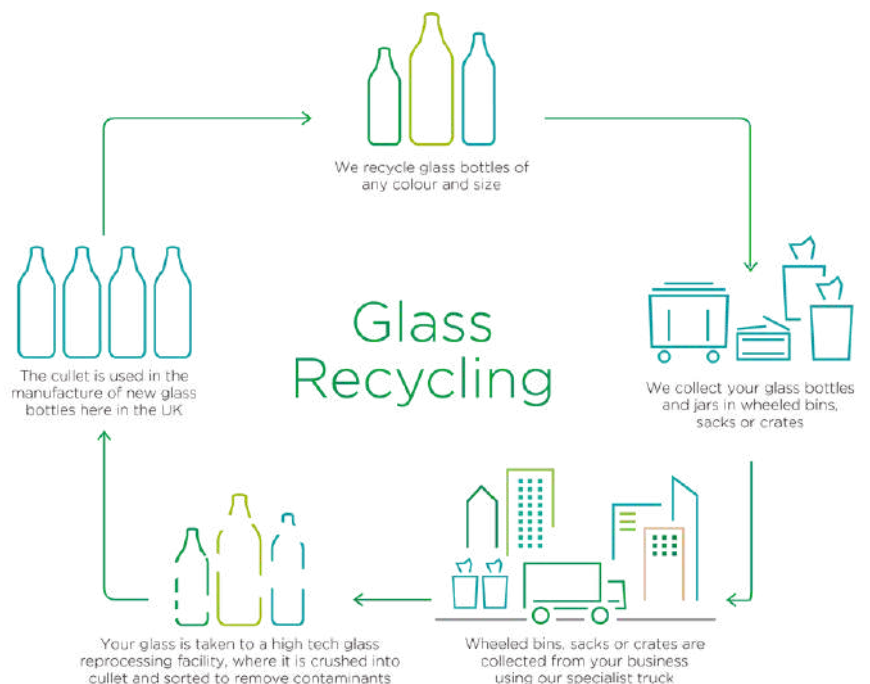 We recycle glass bottles of
any colour and size
Glass
Recycling
We collect your glass bottles
and jars in wheeled bins,
sacks or crates
Wheeled bins, sacks or crates are
collected from your business
using our specialist truck
Your glass is taken to a high tech glass
reprocessing facility, where it is crushed into
cullet and sorted to remove contaminants
The cullet is used in the
manufacture of new glass
bottles here in the UK